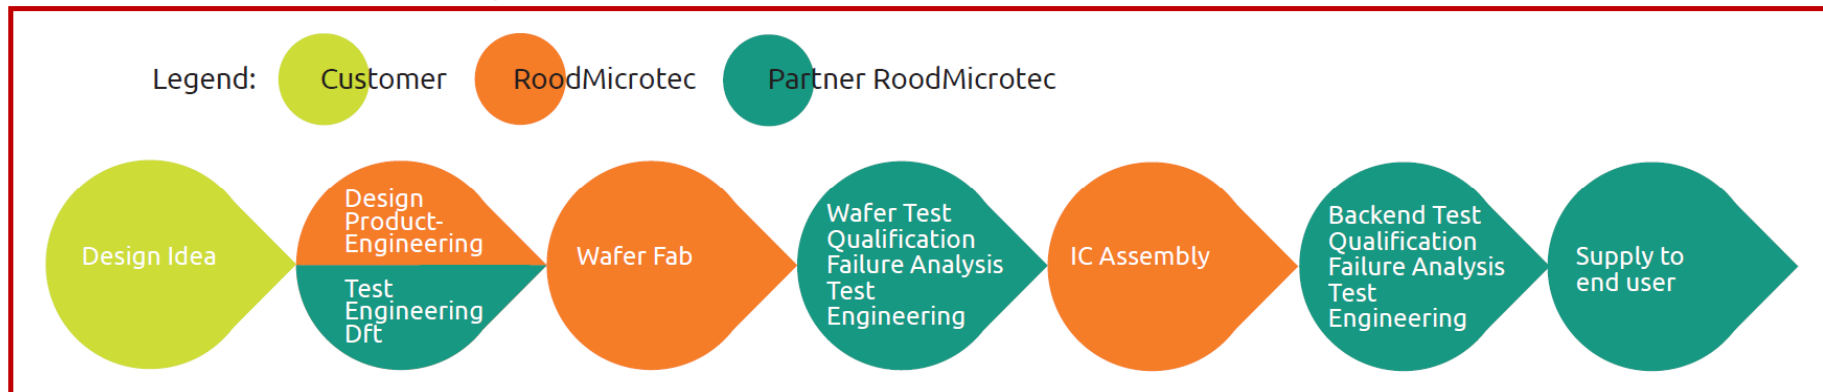 Legend: Customer RoodMicrotec Partner RoodMicrotec
Design Idea
Design
Product-
Engineering
Test
Engineering
Dft
Wafer Fab
Wafer Test
Qualification
Failure Analysis
Test
Engineering
IC Assembly
Backend Test
Qualification
Failure Analysis
Test
Engineering
Supply to
end user